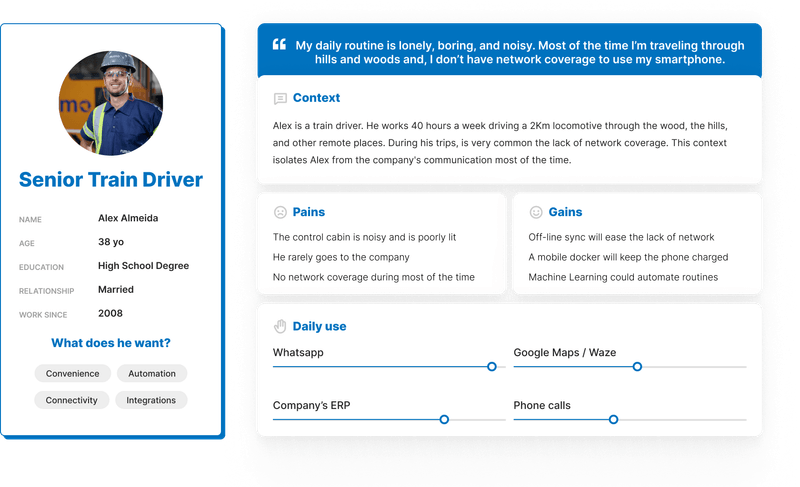 mo
Senior Train Driver
NAME Alex Almeida
AGE 38 yo
EDUCATION High School Degree
RELATIONSHIP Married
WORK SINCE 2008
What does he want?
Convenience Automation
Connectivity Integrations
“ My daily routine is lonely, boring, and noisy. Most of the time I’m traveling through
hills and woods and, I don’t have network coverage to use my smartphone.
Context
Alex is a train driver. He works 40 hours a week driving a 2Km locomotive through the wood, the hills,
and other remote places. During his trips, is very common the lack of network coverage. This context
isolates Alex from the company's communication most of the time.
Pains
The control cabin is noisy and is poorly lit
He rarely goes to the company
No network coverage during most of the time
Gains
Off-line sync will ease the lack of network
A mobile docker will keep the phone charged
Machine Learning could automate routines
Daily use
Whatsapp Google Maps / Waze
Company’s ERP Phone calls